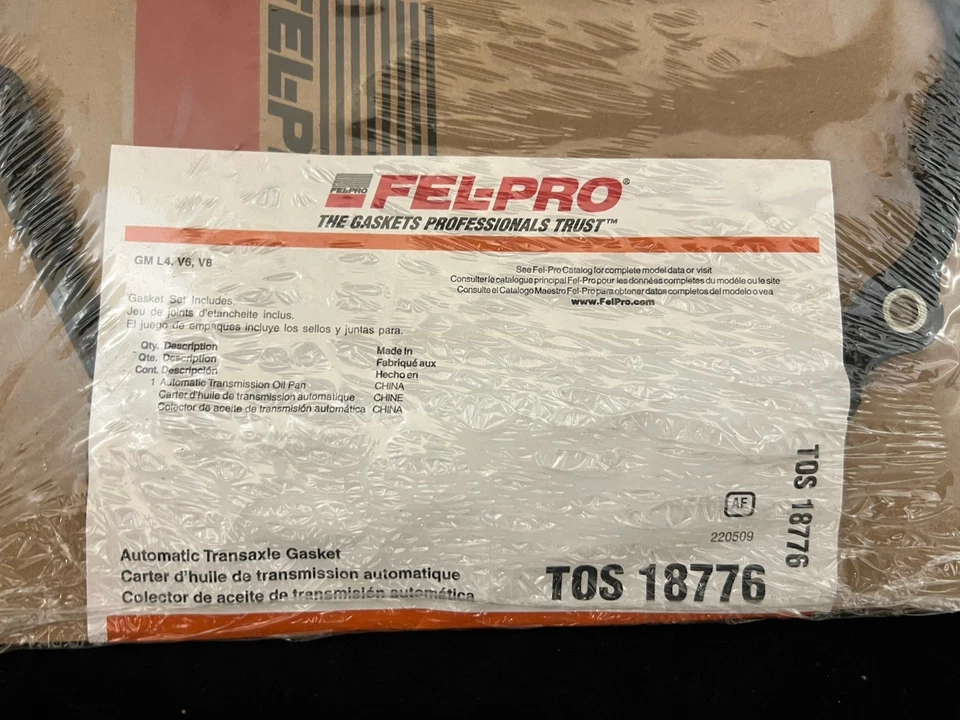 FEL-P
FEL-PRO
FEL-PRO®
THE GASKETS PROFESSIONALS TRUST™
GM L4, V6, V8
See Fel-Pro Catalog for complete model data or visit
Consulter le catalogue principal Fel-Pro pour les données completes du modéle ou le site
Consulte el Catalogo Maestro Fel-Pro para obtener datos completos del modelo o vea
www.FelPro.com
Gasket Set Includes.
Jeu de joints d'etancheite inclus.
El juego de empaques incluye los sellos y juntas para.
Qty. Description Made In
Qte. Description Fabriqué aux
Cont. Descripción Hecho en
1 Automatic Transmission Oil Pan CHINA
Carter d'huile de transmission automatique CHINE
Colector de aceite de transmisión automática CHINA
TOS 18776
AF
220509
Automatic Transaxle Gasket
Carter d'huile de transmission automatique
Colector de aceite de transmisión automática
TOS 18776